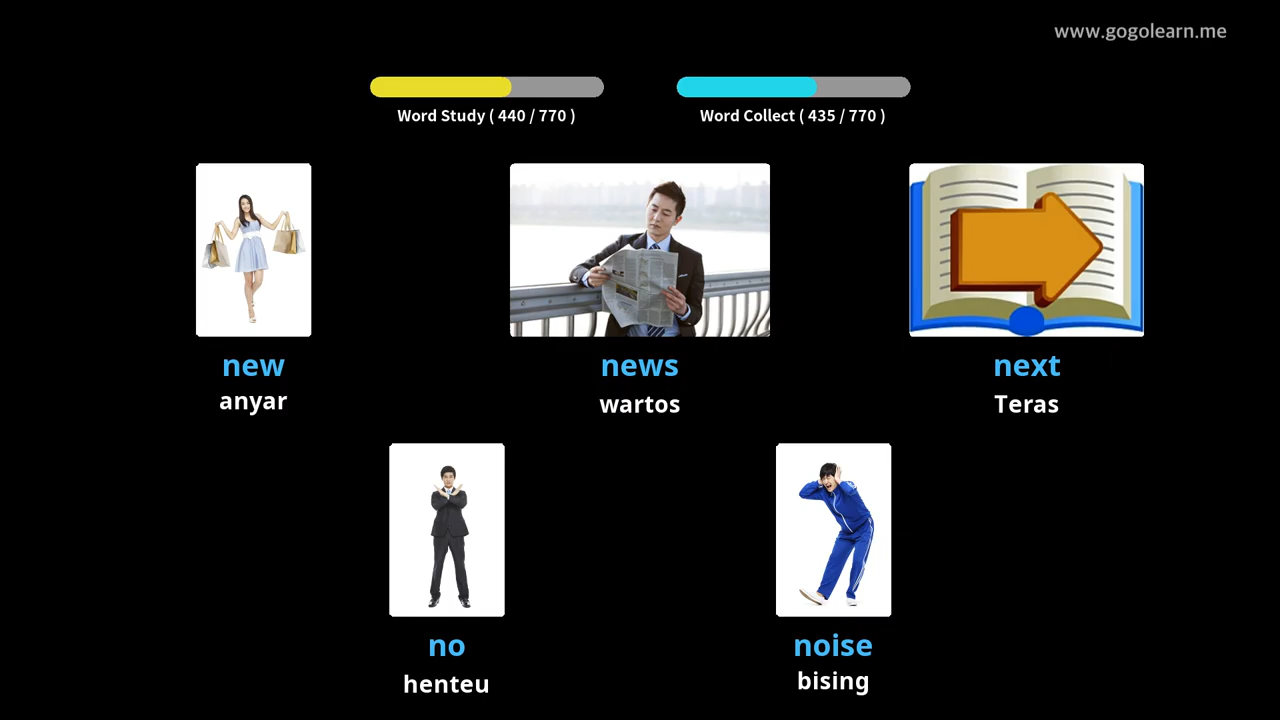 www.gogolearn.me
Word Study ( 440 / 770 )
Word Collect ( 435 / 770 )
new
anyar
news
wartos
next
Teras
no
henteu
noise
bising